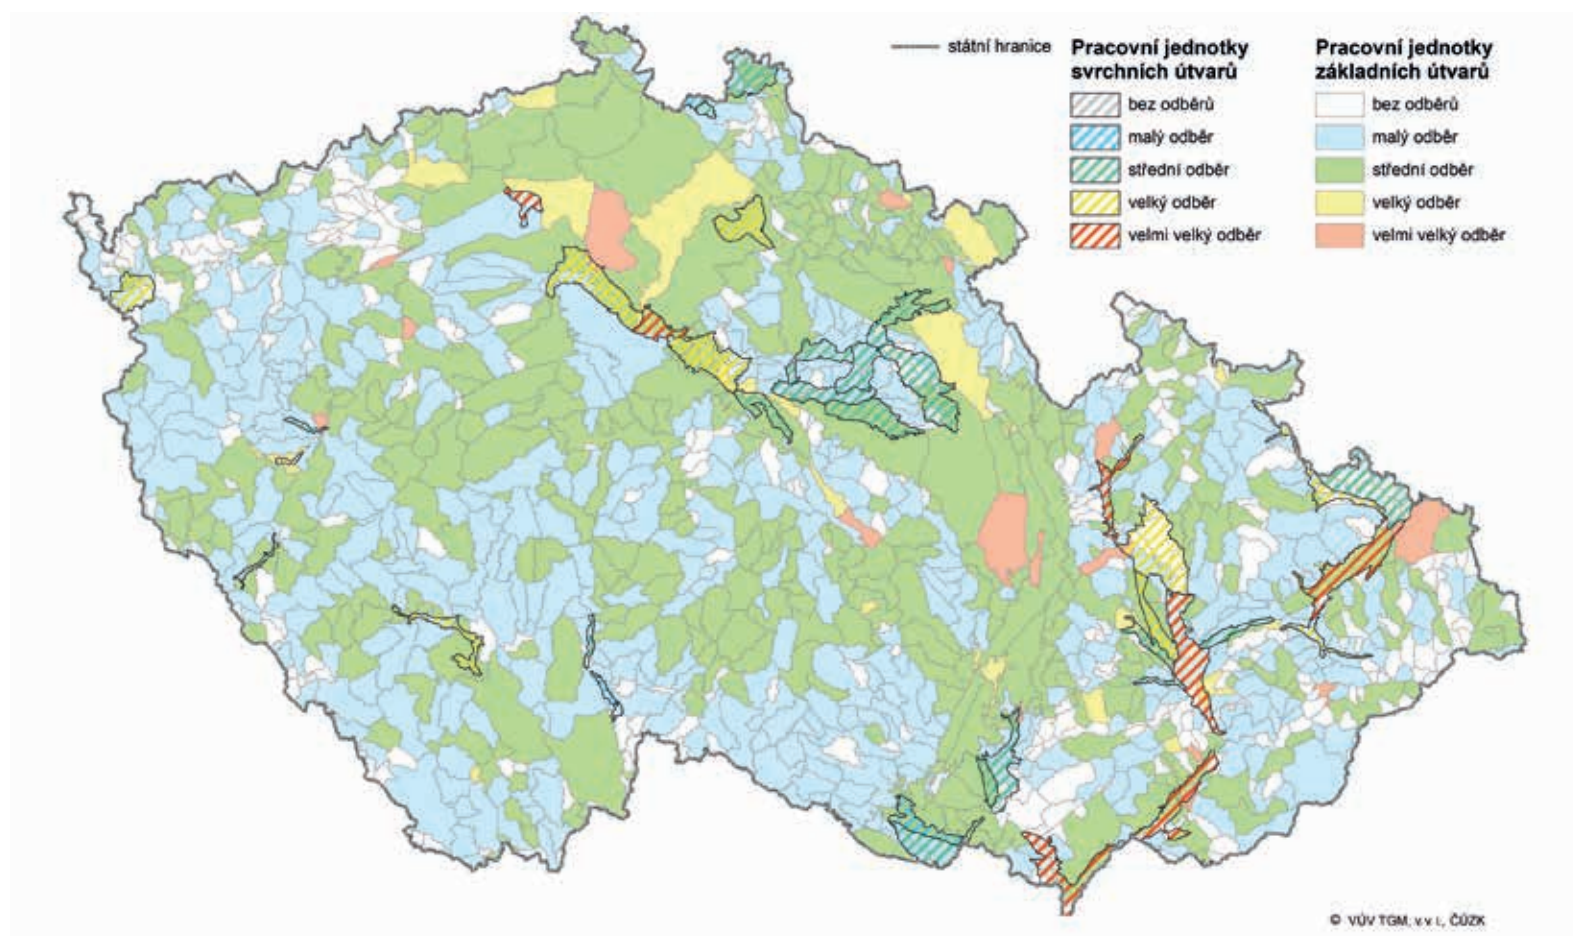 státní hranice
Pracovní jednotky
svrchních útvarů
bez odběrů
malý odběr
střední odběr
velký odběr
velmi velký odběr
Pracovní jednotky
základních útvarů
bez odběrů
malý odběr
střední odběr
velký odběr
velmi velký odběr
© VÚV TGM, v.v.i., ČÚZK